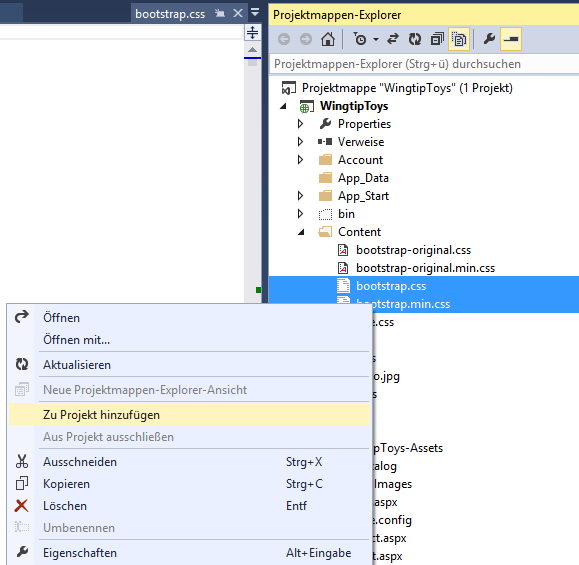 bootstrap.css
Projektmappen-Explorer
Projektmappen-Explorer (Strg+ü) durchsuchen
Projektmappe "WingtipToys" (1 Projekt)
WingtipToys
Properties
Verweise
Account
App_Data
App_Start
bin
Content
bootstrap-original.css
bootstrap-original.min.css
bootstrap.css
bootstrap.min.css
e.css
s
o.jpg
s
pToys-Assets
alog
Images
aspx
e.config
ct.aspx
t.aspx
Öffnen
Öffnen mit...
Aktualisieren
Neue Projektmappen-Explorer-Ansicht
Zu Projekt hinzufügen
Aus Projekt ausschließen
Ausschneiden Strg+X
Kopieren Strg+C
Löschen Entf
Umbenennen
Eigenschaften Alt+Eingabe